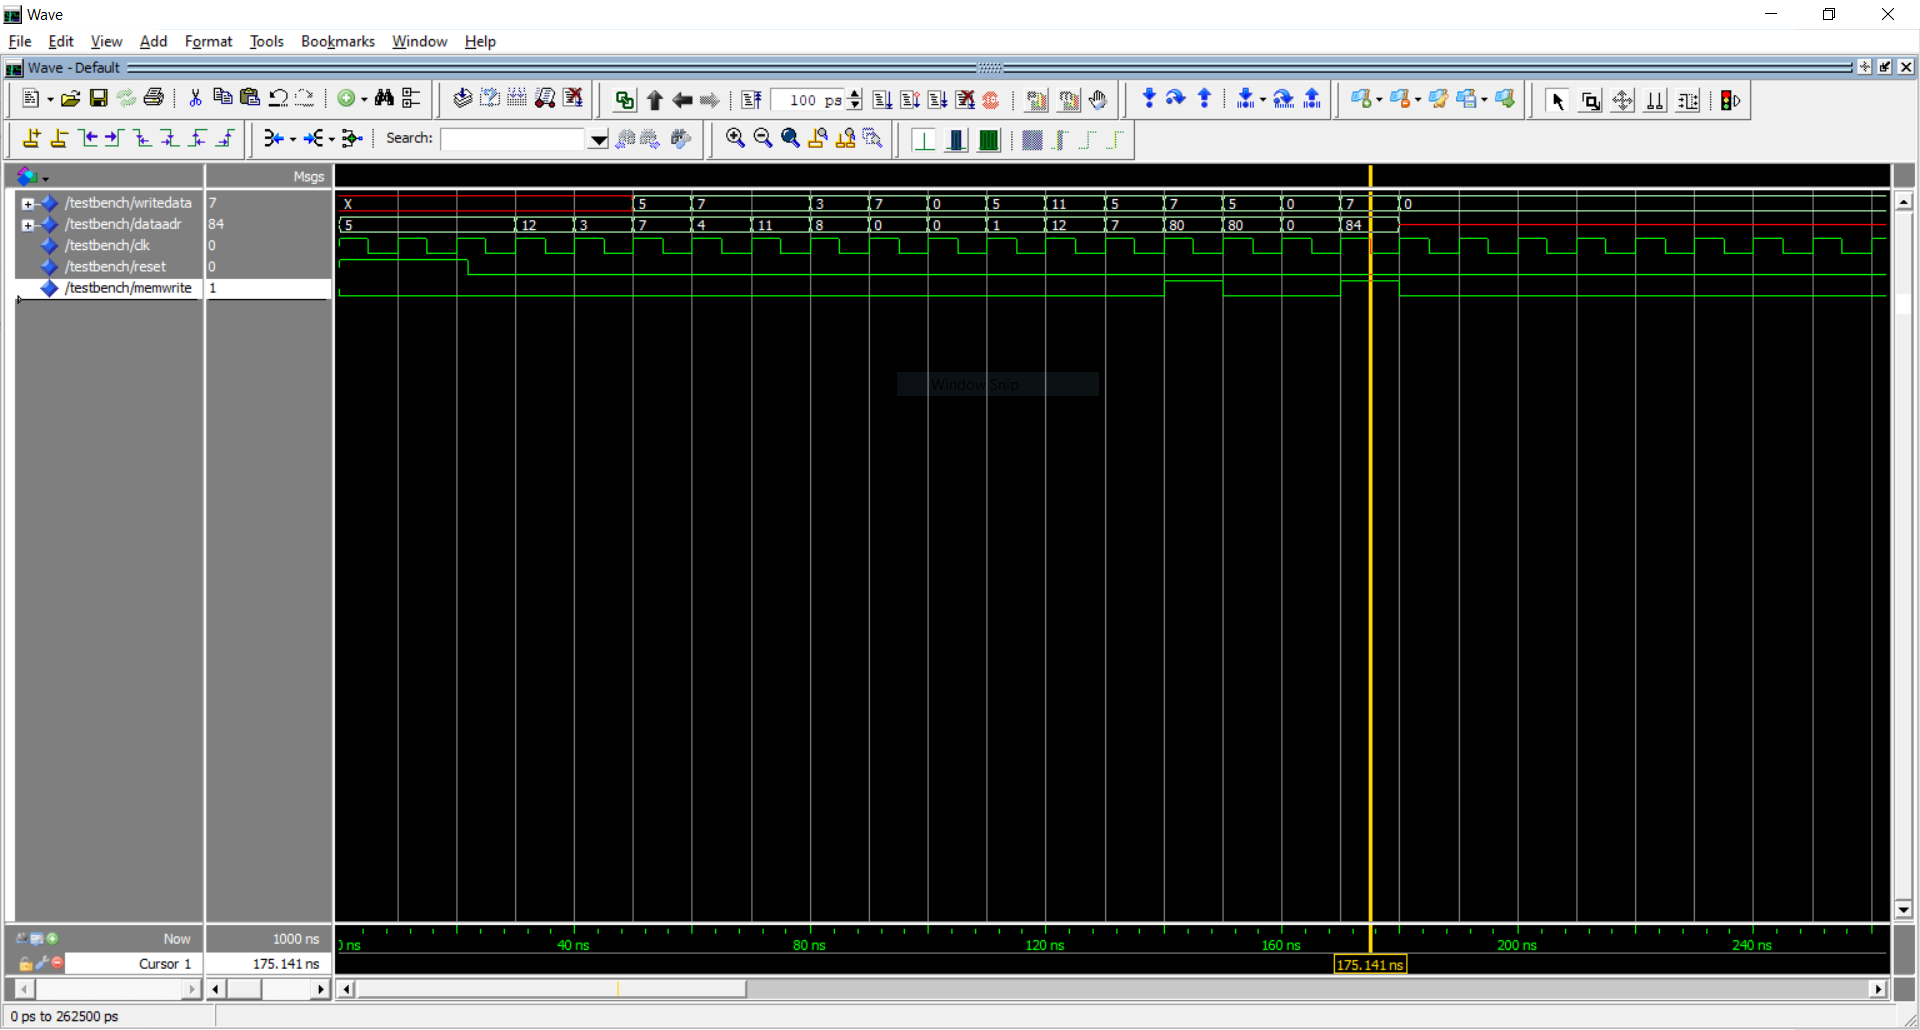 Wave
File Edit View Add Format Tools Bookmarks Window Help
Wave - Default
100 ps
Search:
Msgs
/testbench/writedata 7 X 5 7 3 7 0 5 11 5 7 5 0 7 0
/testbench/dataadr 84 5 12 3 7 4 11 8 0 0 1 12 7 80 80 0 84
/testbench/clk 0
/testbench/reset 0
/testbench/memwrite 1
Window Snip
Now 1000 ns ns 40 ns 80 ns 120 ns 160 ns 200 ns 240 ns
Cursor 1 175.141 ns 175.141 ns
0 ps to 262500 ps